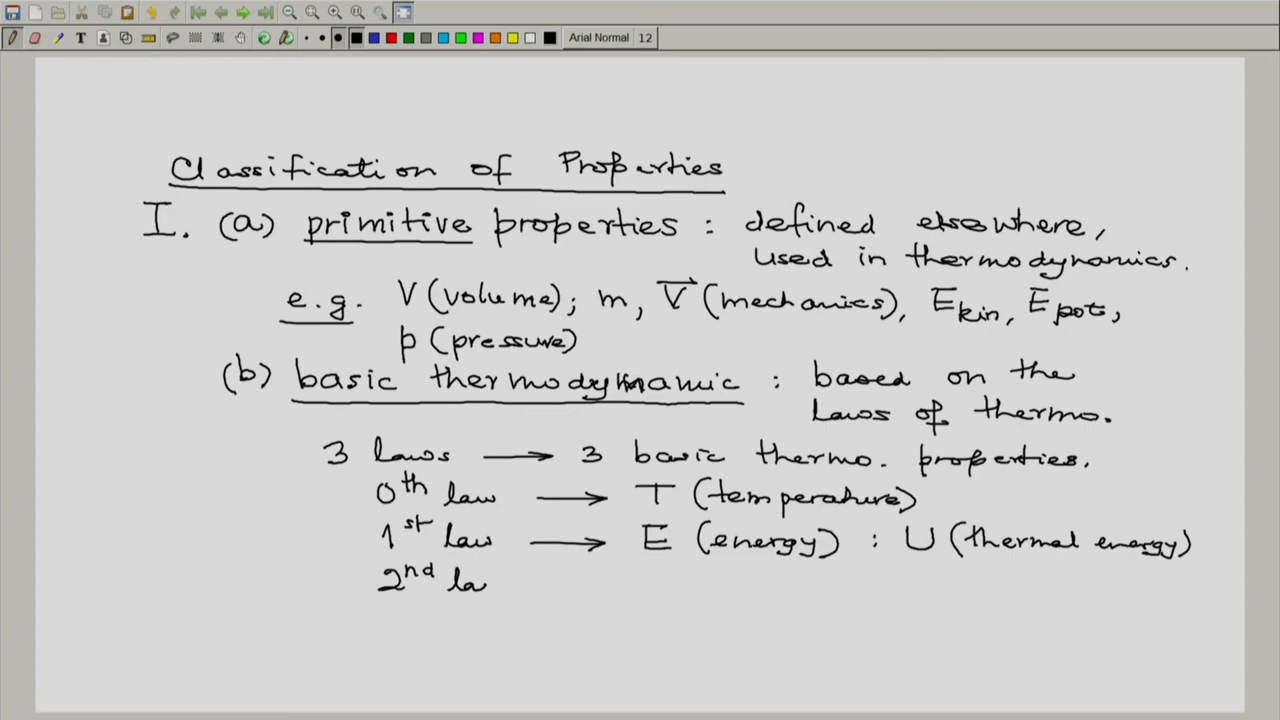 Arial Normal 12
Classification of Properties
I. (a) primitive properties : defined elsewhere,
used in thermodynamics.
e.g. V (volume); m, V⃗ (mechanics), Ekin, Epot,
p (pressure)
(b) basic thermodynamic : based on the
laws of thermo.
3 laws → 3 basic thermo. properties.
0th law → T (temperature)
1st law → E (energy) : U (thermal energy)
2nd la